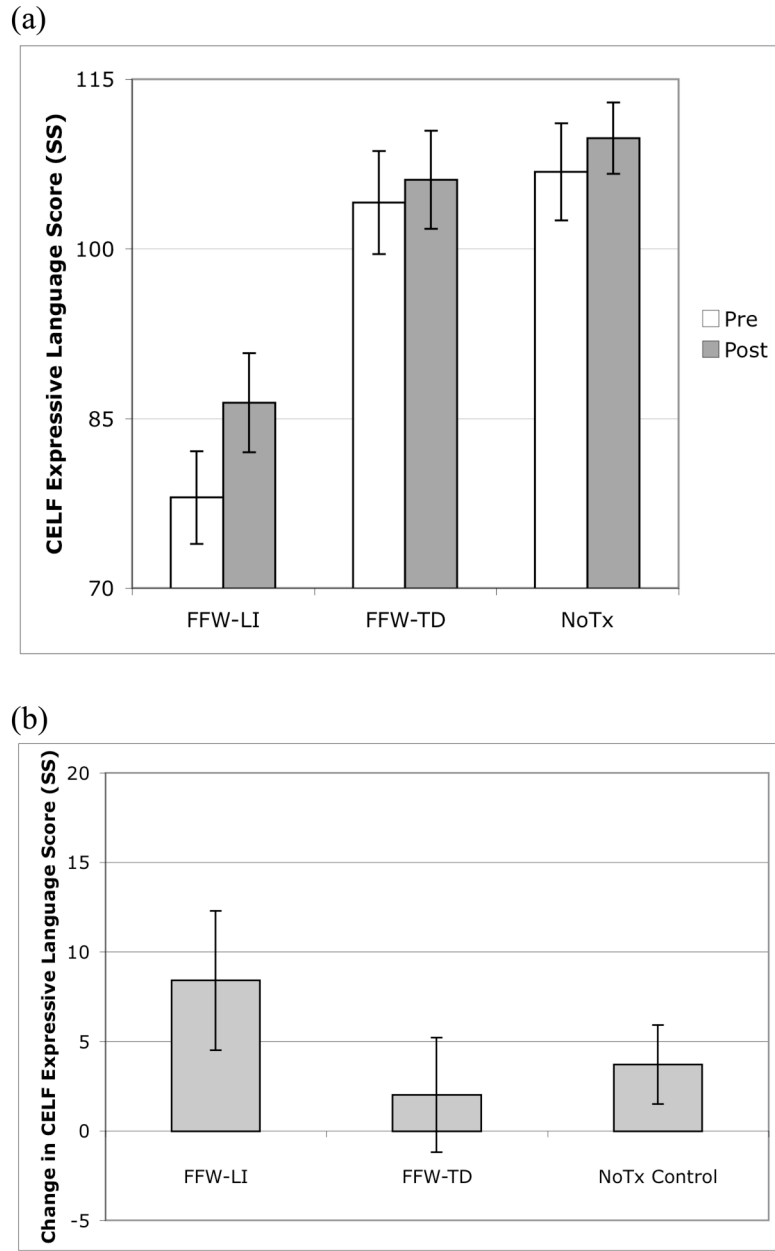 (a)
CELF Expressive Language Score (SS)
115
100
85
70
FFW-LI
FFW-TD
NoTx
Pre
Post
(b)
Change in CELF Expressive Language Score (SS)
20
15
10
5
0
-5
FFW-LI
FFW-TD
NoTx Control